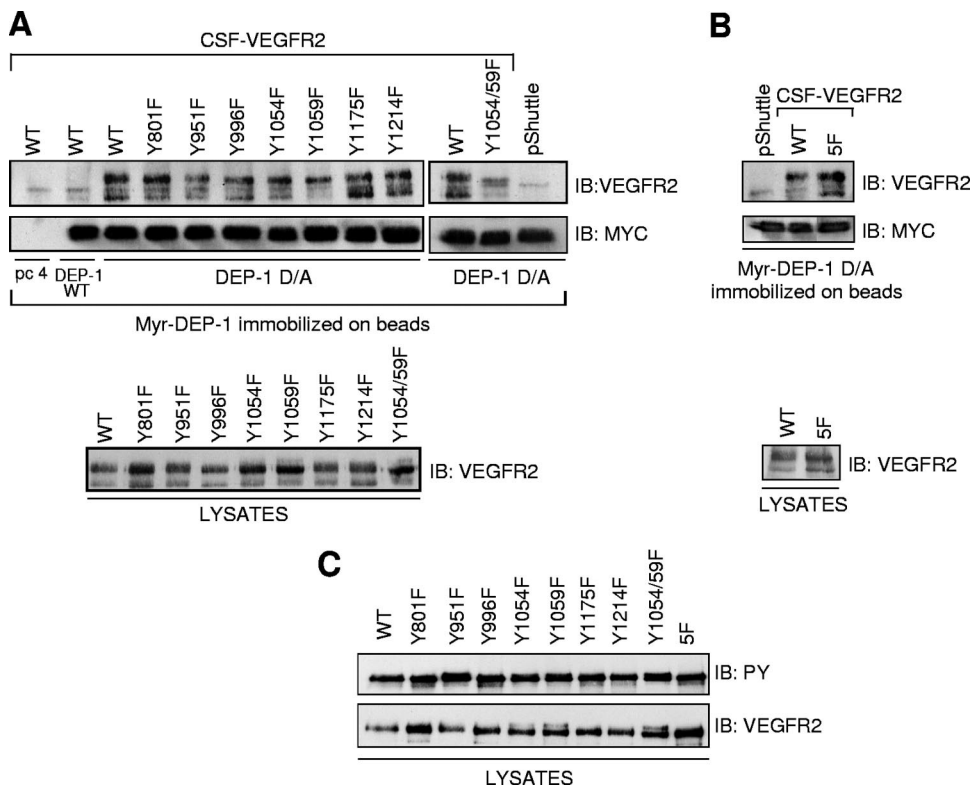 A
CSF-VEGFR2
WT WT WT Y801F Y951F Y996F Y1054F Y1059F Y1175F Y1214F WT Y1054/59F pShuttle
IB:VEGFR2
IB: MYC
pc 4 DEP-1 WT DEP-1 D/A DEP-1 D/A
Myr-DEP-1 immobilized on beads
WT Y801F Y951F Y996F Y1054F Y1059F Y1175F Y1214F Y1054/59F
IB: VEGFR2
LYSATES
B
CSF-VEGFR2
pShuttle WT 5F
IB: VEGFR2
IB: MYC
Myr-DEP-1 D/A
immobilized on beads
WT 5F
IB: VEGFR2
LYSATES
C
WT Y801F Y951F Y996F Y1054F Y1059F Y1175F Y1214F Y1054/59F 5F
IB: PY
IB: VEGFR2
LYSATES